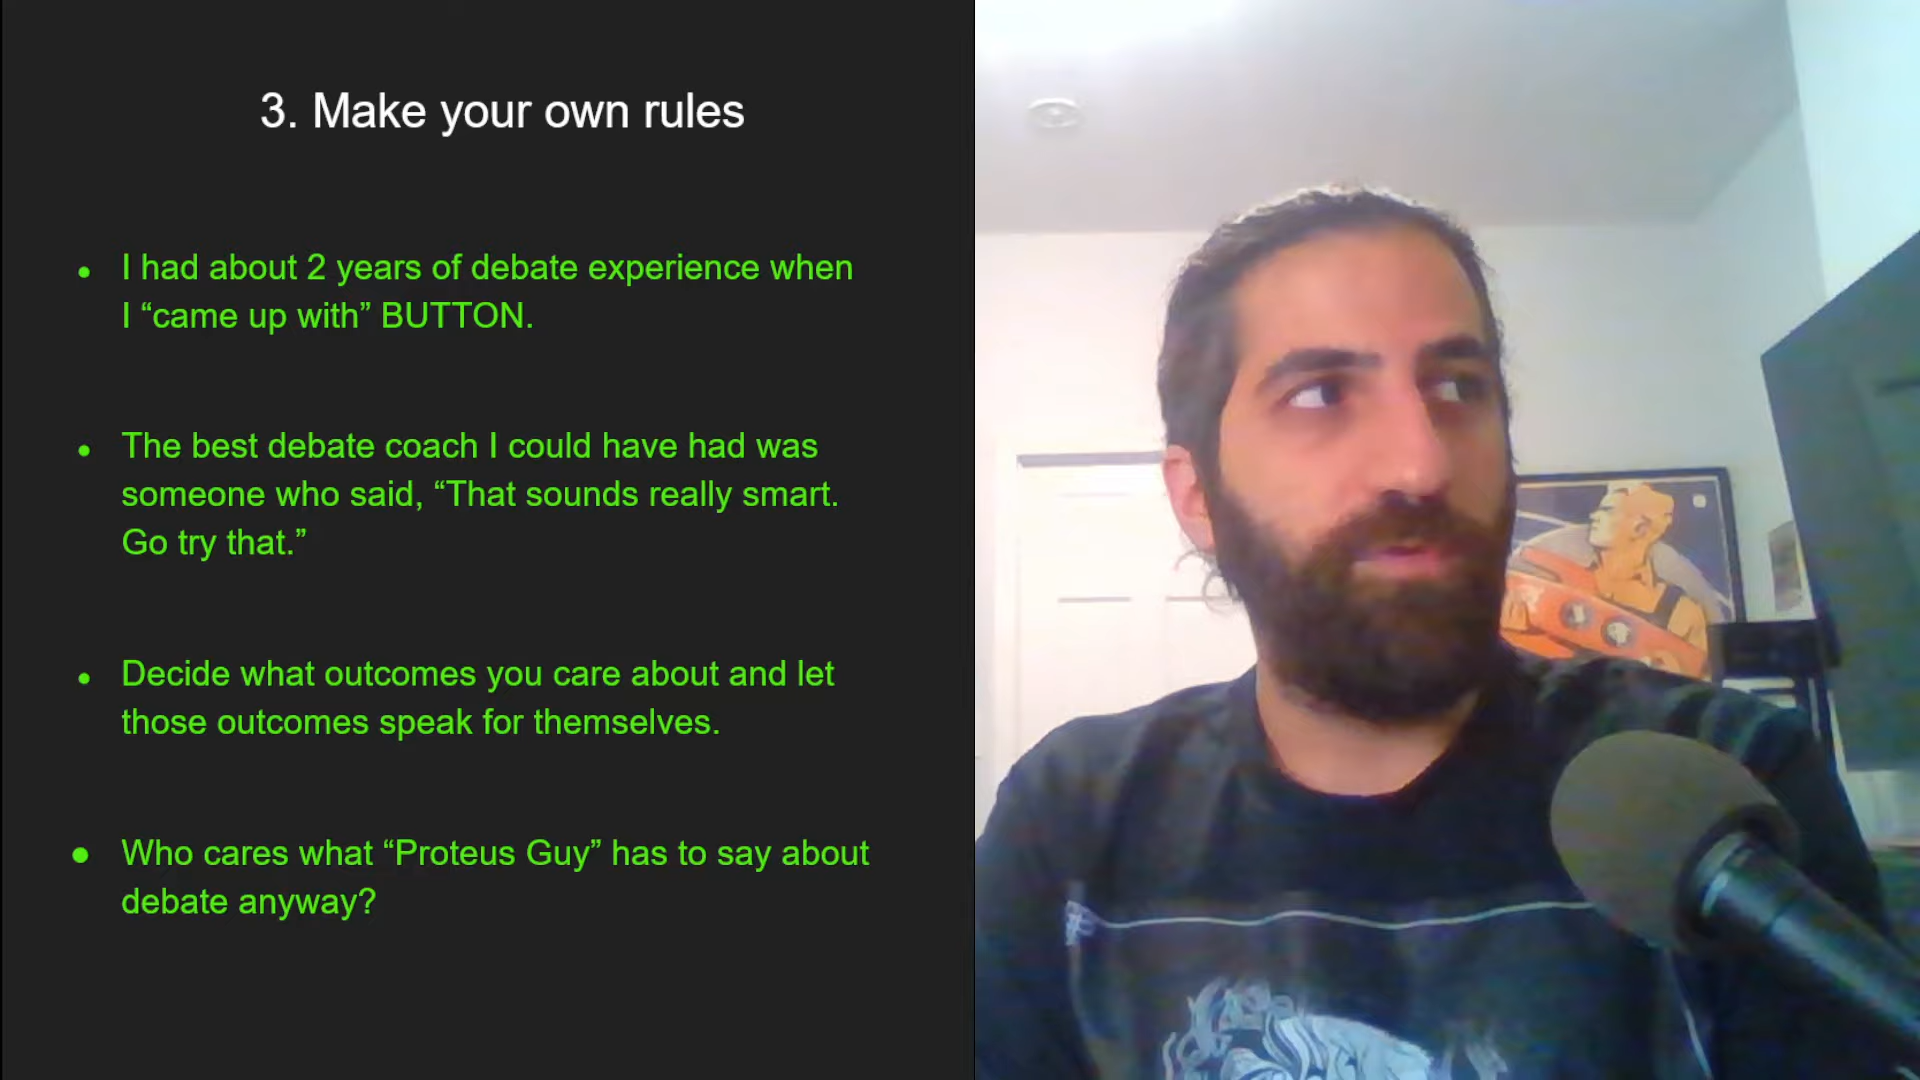 3. Make your own rules
● I had about 2 years of debate experience when
I “came up with” BUTTON.
● The best debate coach I could have had was
someone who said, “That sounds really smart.
Go try that.”
● Decide what outcomes you care about and let
those outcomes speak for themselves.
● Who cares what “Proteus Guy” has to say about
debate anyway?